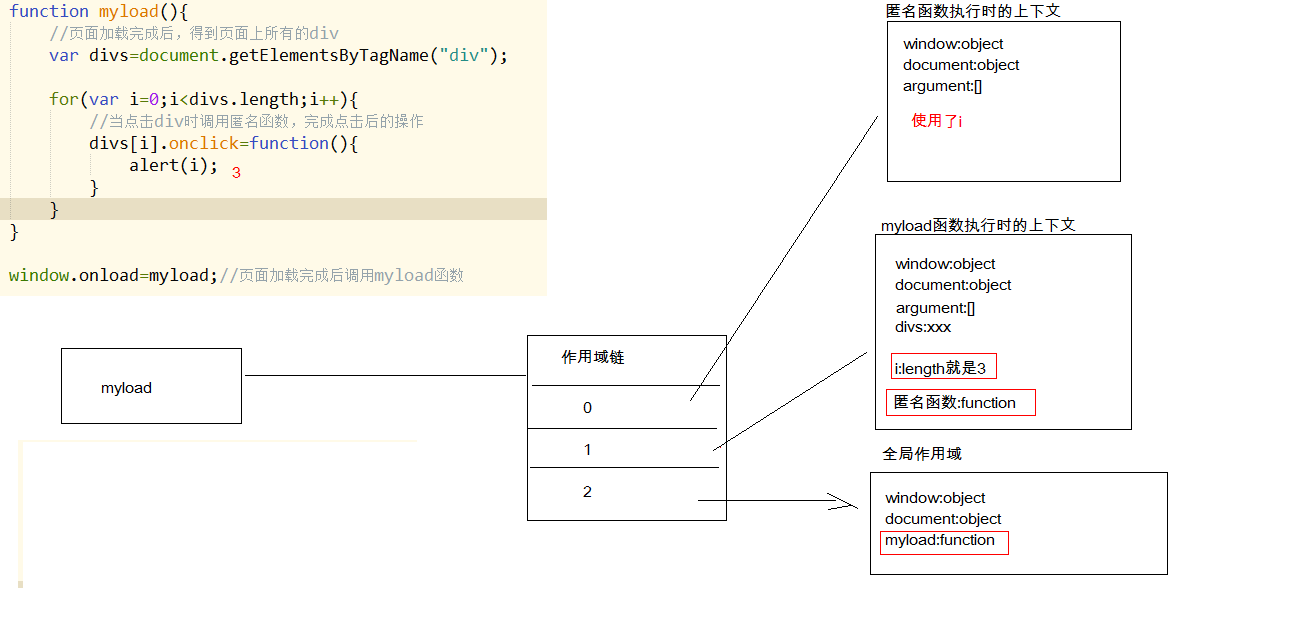 function myload(){
//页面加载完成后，得到页面上所有的div
var divs=document.getElementsByTagName("div");
for(var i=0;i<divs.length;i++){
//当点击div时调用匿名函数，完成点击后的操作
divs[i].onclick=function(){
alert(i); 3
}
}
}
window.onload=myload;//页面加载完成后调用myload函数
匿名函数执行时的上下文
window:object
document:object
argument:[]
使用了i
myload函数执行时的上下文
window:object
document:object
argument:[]
divs:xxx
i:length就是3
匿名函数:function
myload
作用域链
0
1
2
全局作用域
window:object
document:object
myload:function